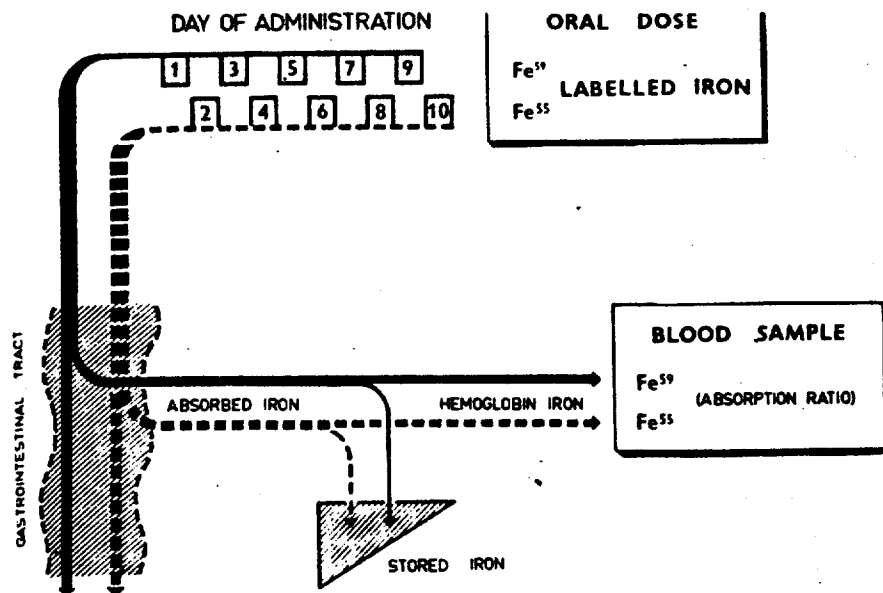 DAY OF ADMINISTRATION
1 3 5 7 9
2 4 6 8 10
ORAL DOSE
Fe⁵⁹
LABELLED IRON
Fe⁵⁵
GASTROINTESTINAL TRACT
BLOOD SAMPLE
Fe⁵⁹
(ABSORPTION RATIO)
Fe⁵⁵
ABSORBED IRON
HEMOGLOBIN IRON
STORED IRON